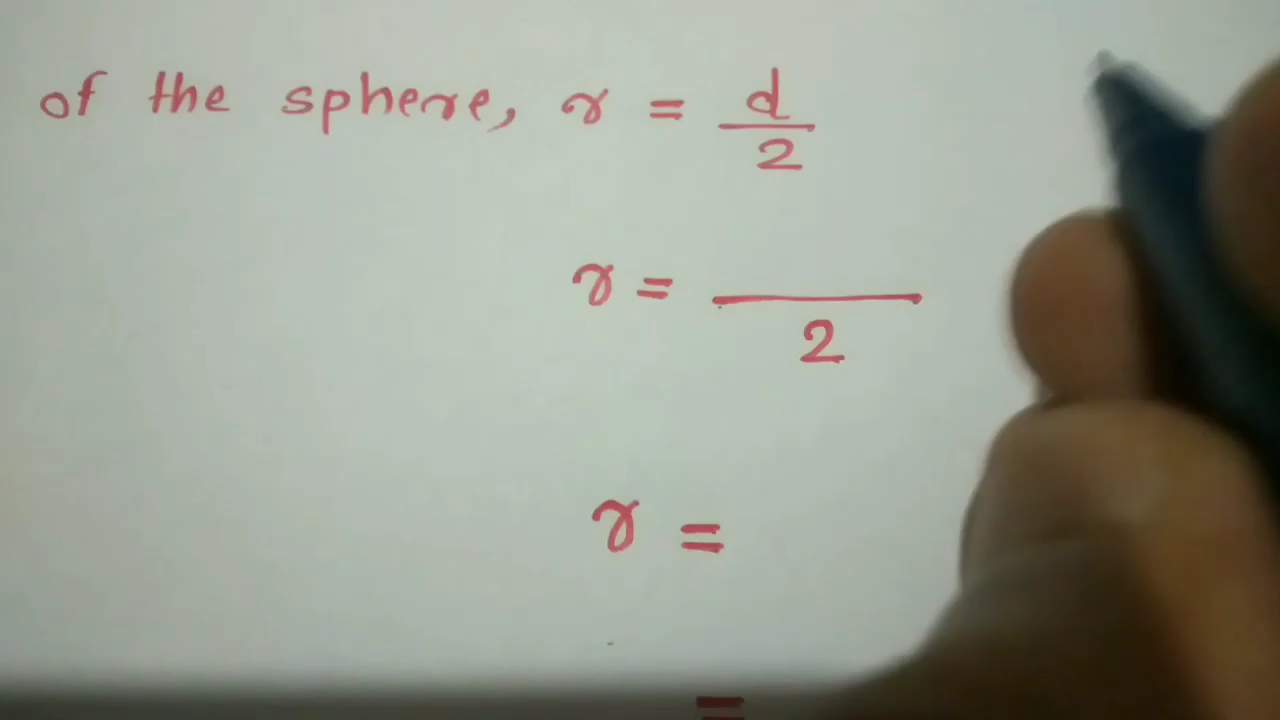 of the sphere, r = d/2
r = /2
r =
=